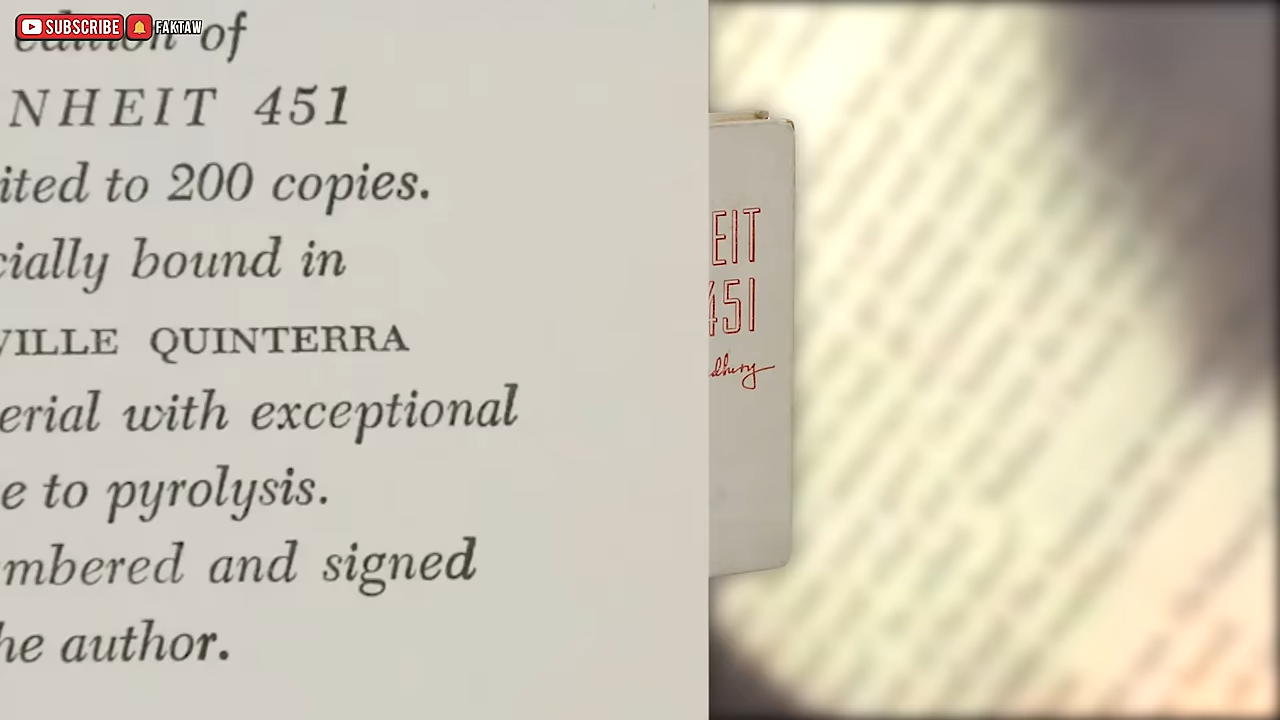 SUBSCRIBE FAKTAW
edition of
NHEIT 451
ited to 200 copies.
cially bound in
VILLE QUINTERRA
erial with exceptional
e to pyrolysis.
mbered and signed
he author.
EIT
451
dbury